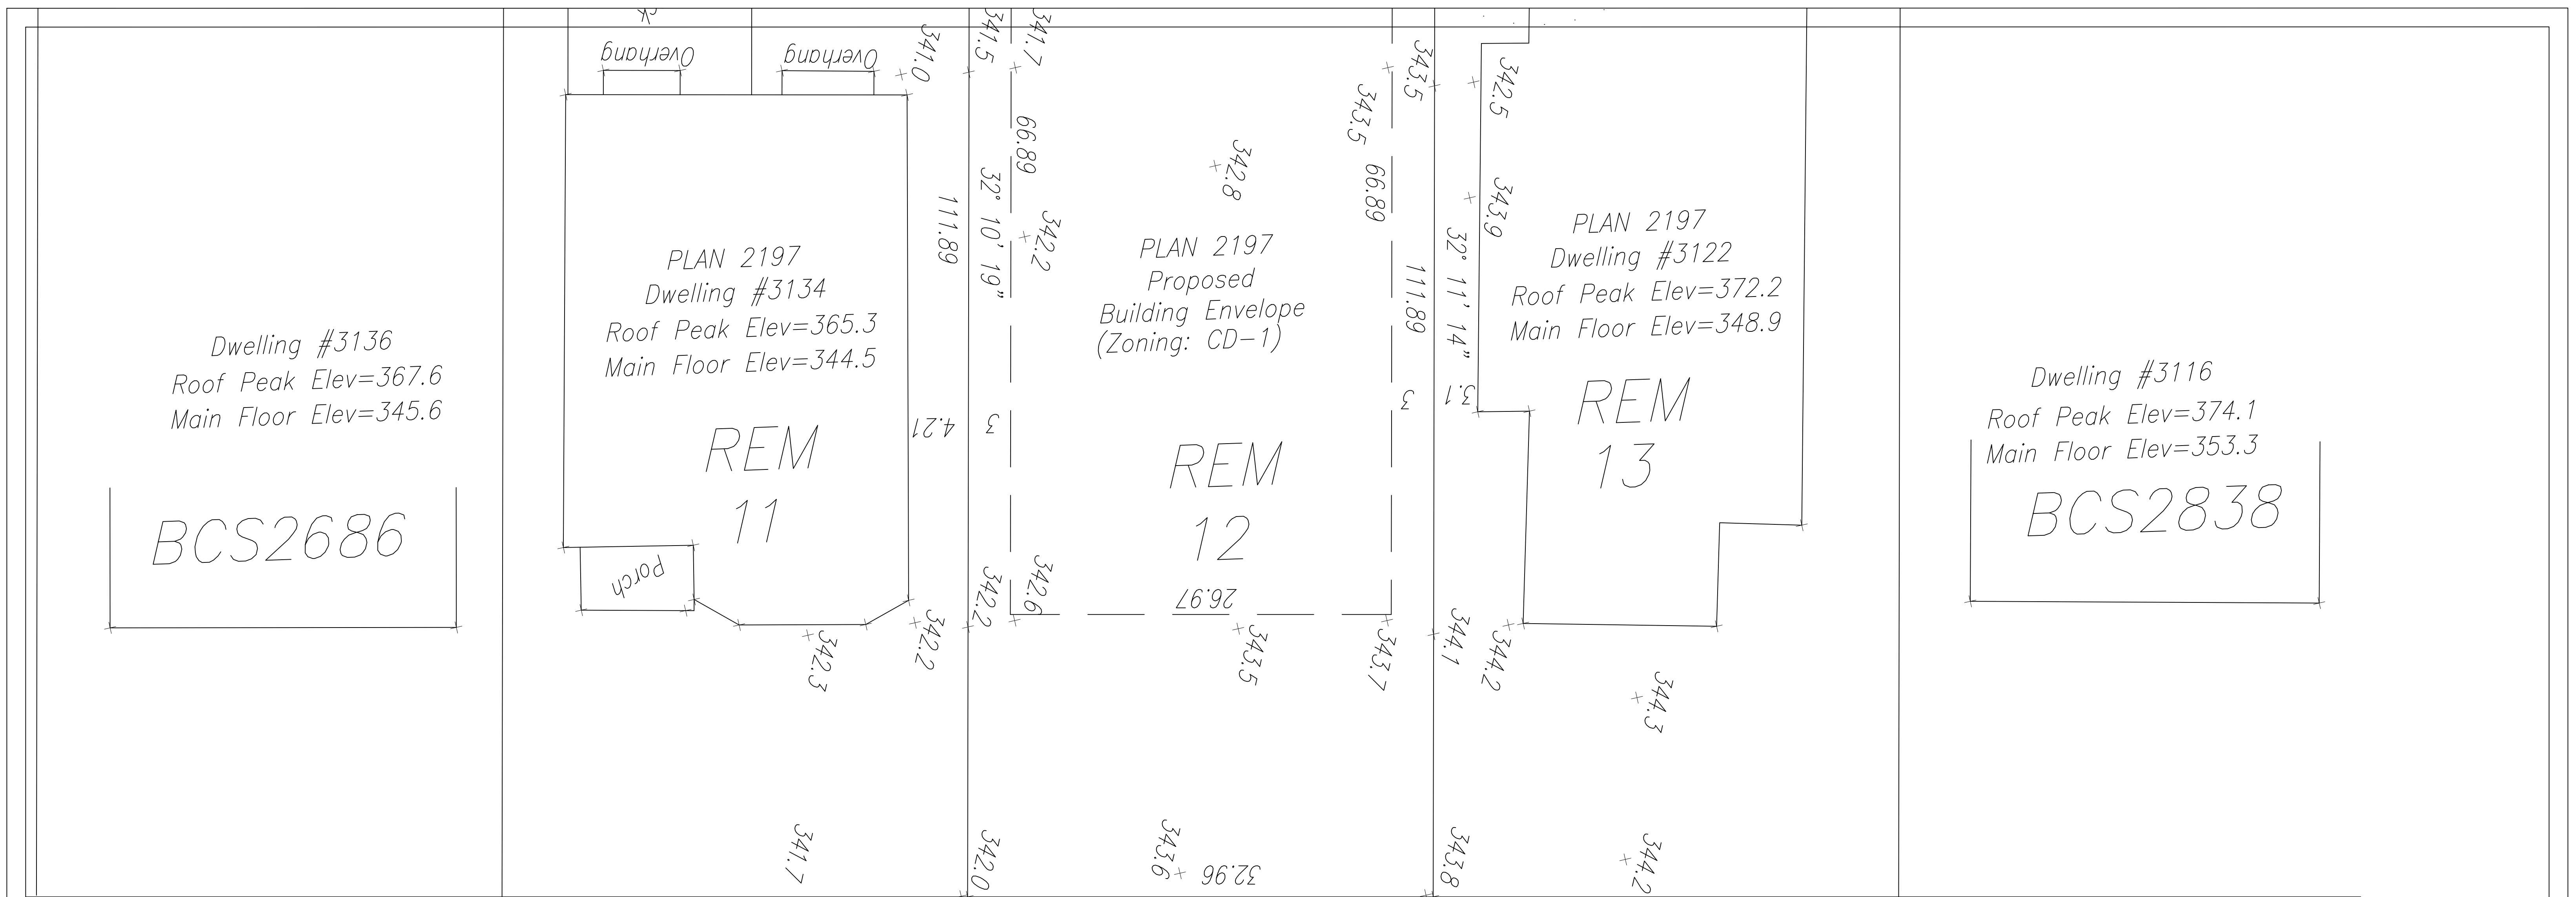 Overhang
Overhang
341.0
341.5
341.7
343.5
342.5
66.89
343.5
342.8
66.89
32° 10' 19"
111.89
342.2
343.9
32° 11' 14"
111.89
Dwelling #3136
Roof Peak Elev=367.6
Main Floor Elev=345.6
BCS2686
PLAN 2197
Dwelling #3134
Roof Peak Elev=365.3
Main Floor Elev=344.5
REM
11
Porch
4.21
3
PLAN 2197
Proposed
Building Envelope
(Zoning: CD-1)
REM
12
26.97
3
3.1
PLAN 2197
Dwelling #3122
Roof Peak Elev=372.2
Main Floor Elev=348.9
REM
13
Dwelling #3116
Roof Peak Elev=374.1
Main Floor Elev=353.3
BCS2838
342.3
342.2
342.2
342.6
343.5
343.7
344.1
344.2
344.3
341.7
342.0
343.6
32.96
343.8
344.2